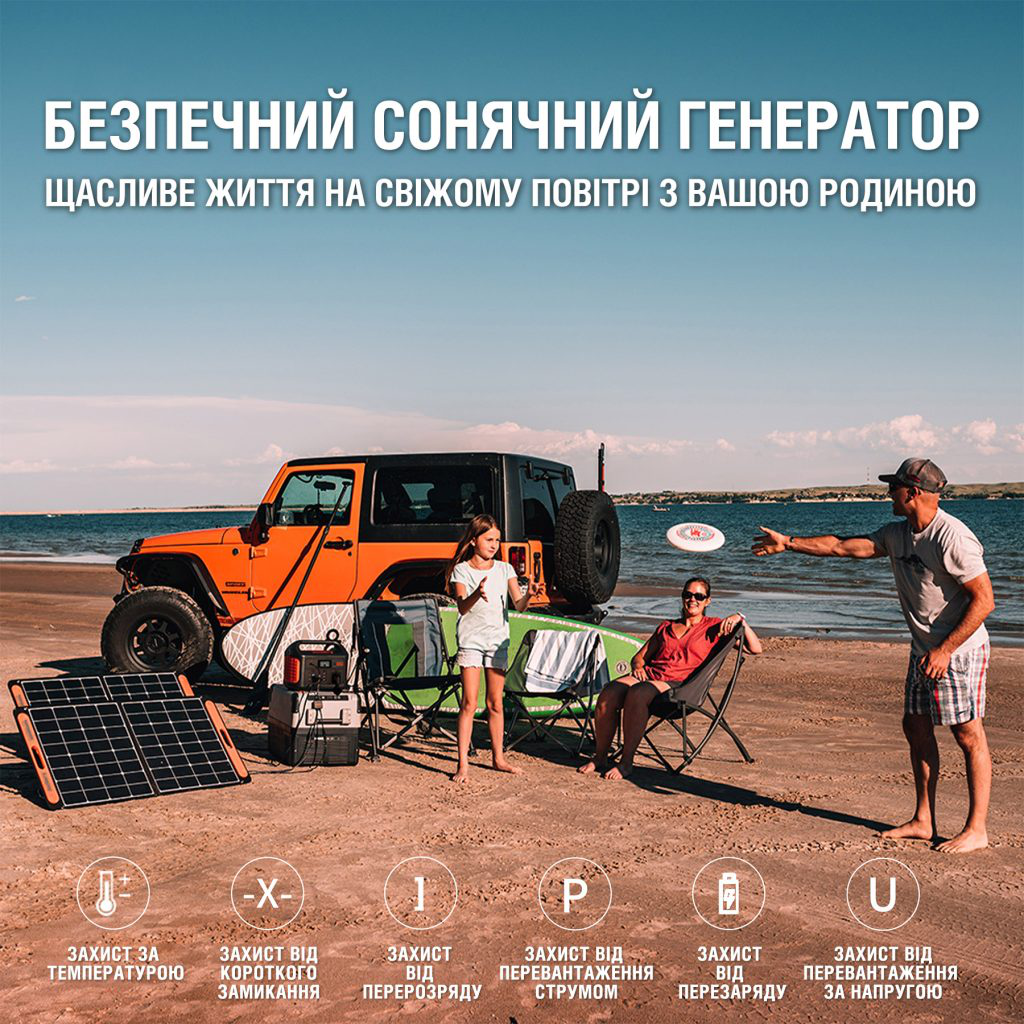 БЕЗПЕЧНИЙ СОНЯЧНИЙ ГЕНЕРАТОР
ЩАСЛИВЕ ЖИТТЯ НА СВІЖОМУ ПОВІТРІ З ВАШОЮ РОДИНОЮ
+
-
-X-
I
P
U
ЗАХИСТ ЗА
ТЕМПЕРАТУРОЮ
ЗАХИСТ ВІД
КОРОТКОГО
ЗАМИКАННЯ
ЗАХИСТ
ВІД
ПЕРЕРОЗРЯДУ
ЗАХИСТ ВІД
ПЕРЕВАНТАЖЕННЯ
СТРУМОМ
ЗАХИСТ
ВІД
ПЕРЕЗАРЯДУ
ЗАХИСТ ВІД
ПЕРЕВАНТАЖЕННЯ
ЗА НАПРУГОЮ